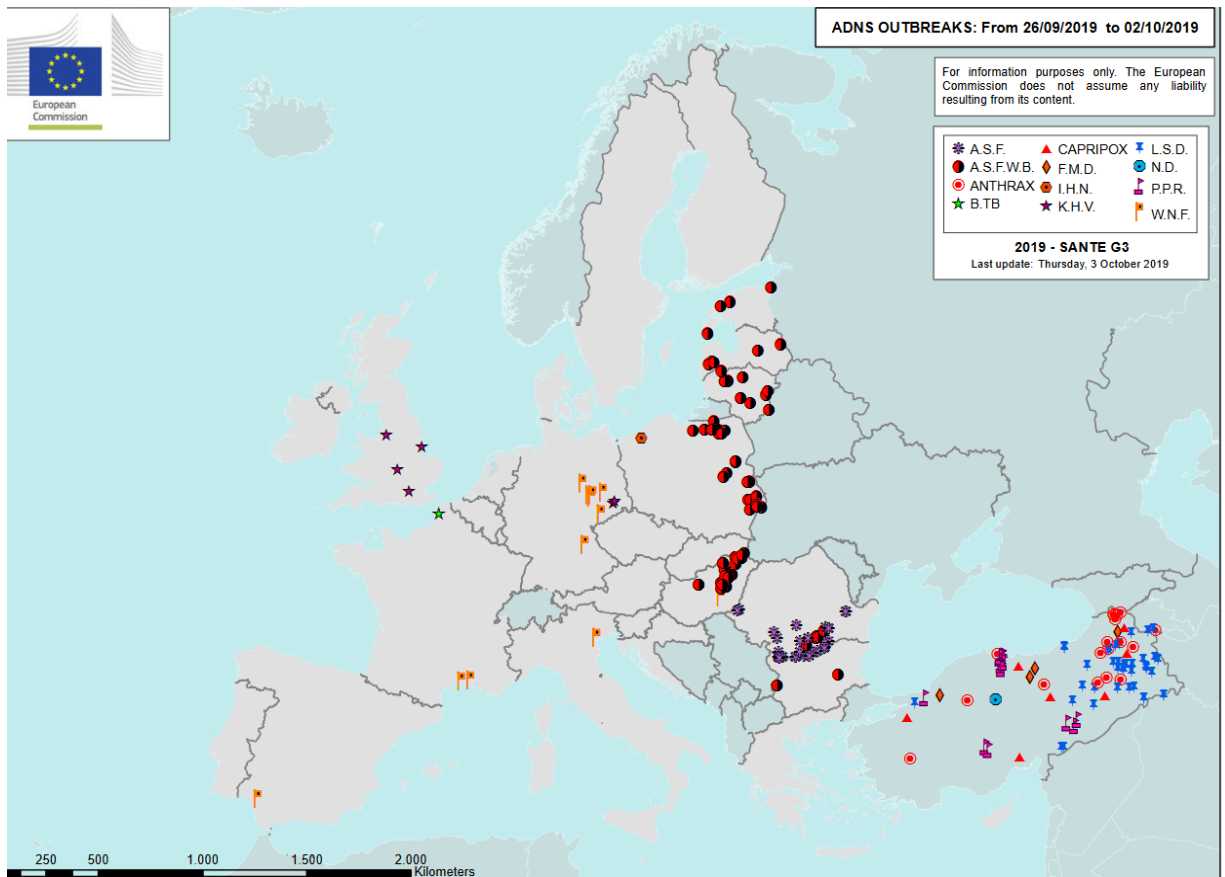 European
Commission
ADNS OUTBREAKS: From 26/09/2019 to 02/10/2019
For information purposes only. The European
Commission does not assume any liability
resulting from its content.
A.S.F.
A.S.F.W.B.
ANTHRAX
B.TB
CAPRIPOX
F.M.D.
I.H.N.
K.H.V.
L.S.D.
N.D.
P.P.R.
W.N.F.
2019 - SANTE G3
Last update: Thursday, 3 October 2019
250 500 1.000 1.500 2.000
Kilometers